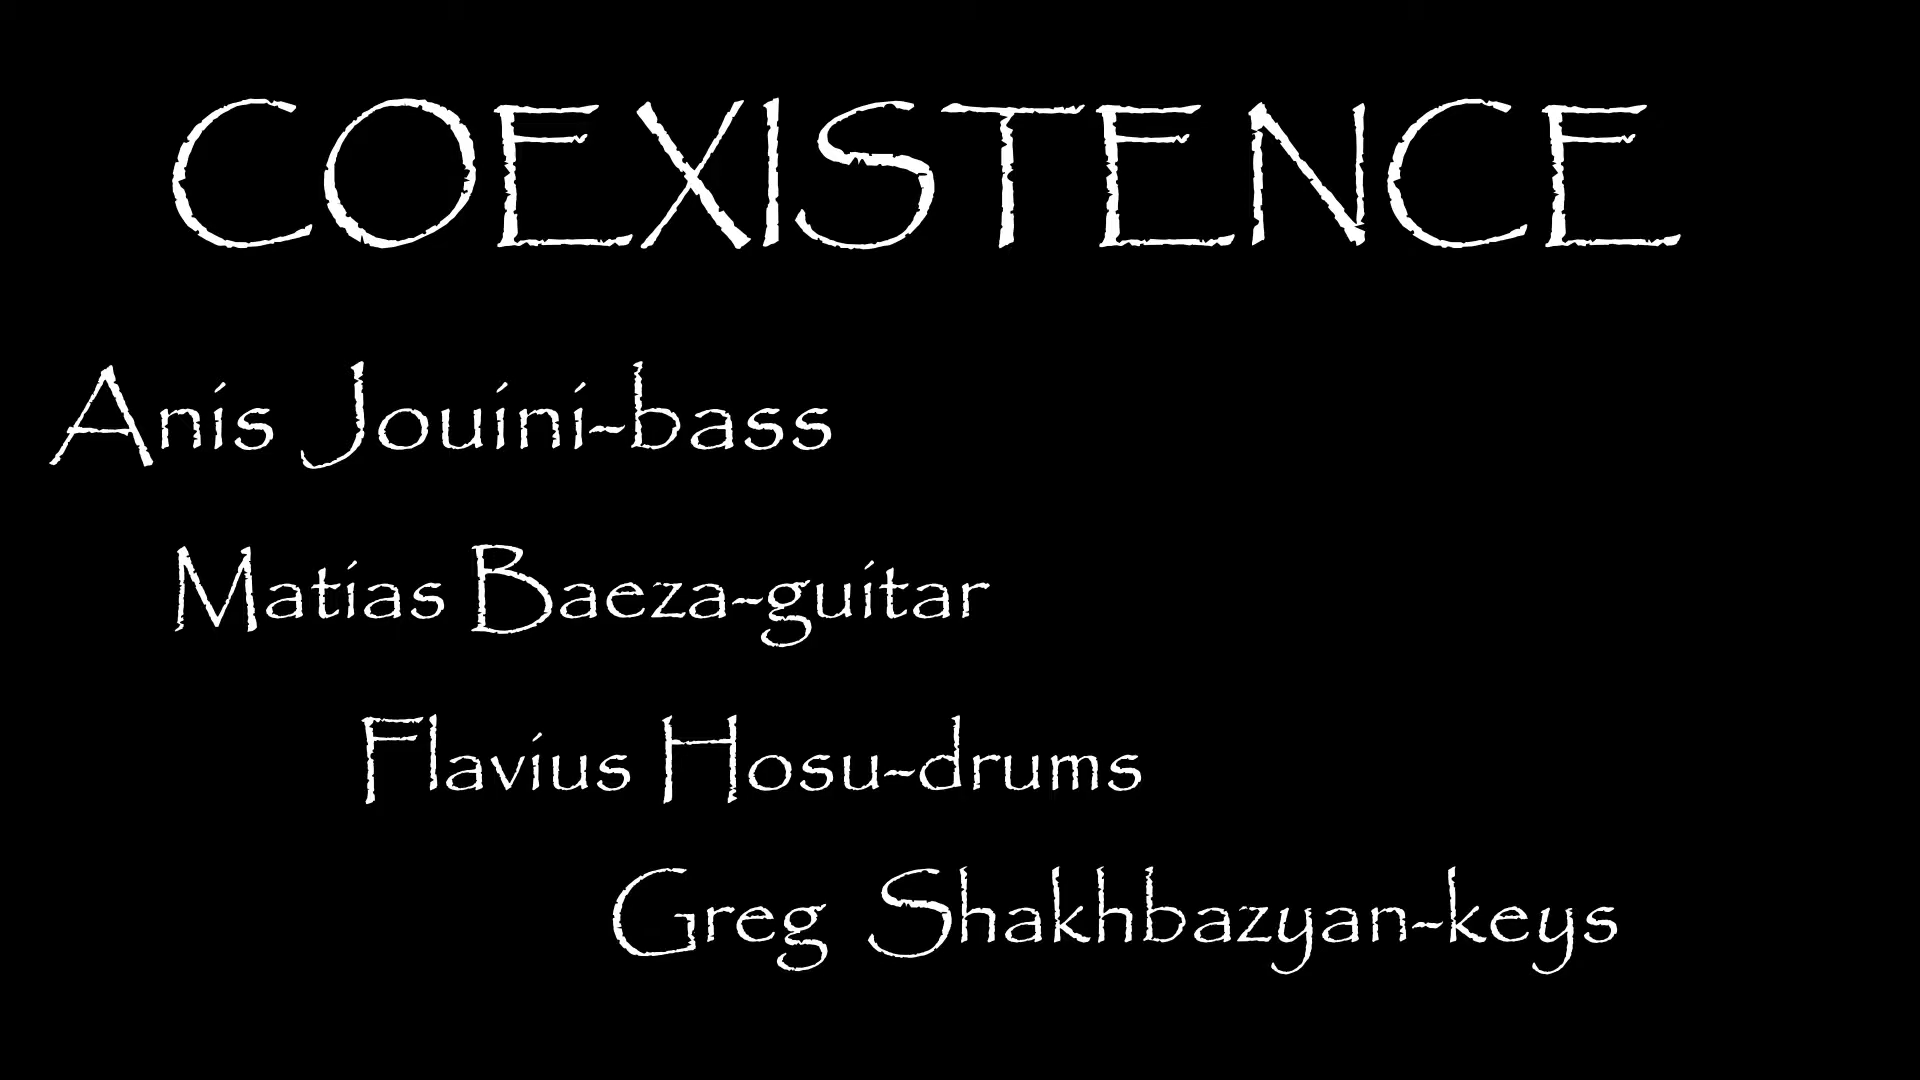 COEXISTENCE
Anis Jouini-bass
Matias Baeza-guitar
Flavius Hosu-drums
Greg Shakhbazyan-keys